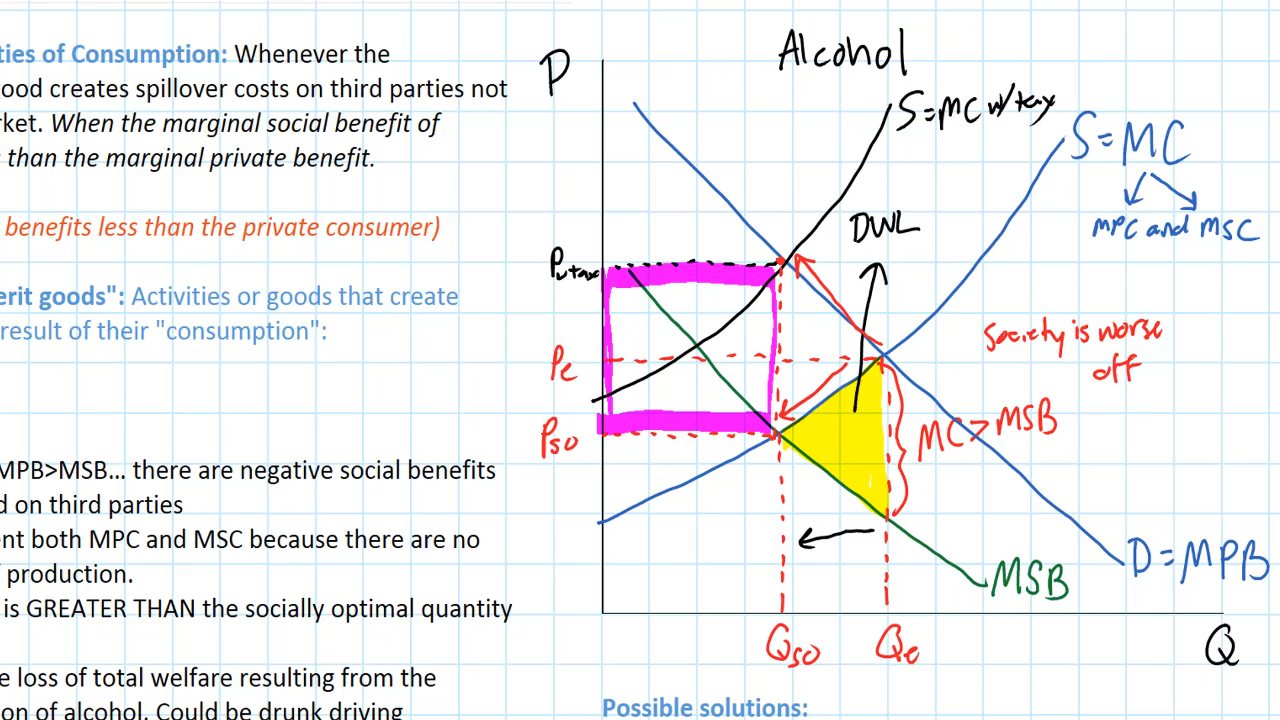 ties of Consumption: Whenever the
ood creates spillover costs on third parties not
rket. When the marginal social benefit of
s than the marginal private benefit.
benefits less than the private consumer)
erit goods": Activities or goods that create
result of their "consumption":
MPB>MSB... there are negative social benefits
d on third parties
ent both MPC and MSC because there are no
f production.
is GREATER THAN the socially optimal quantity
e loss of total welfare resulting from the
on of alcohol. Could be drunk driving
Alcohol
P
S=MC w/tax
S=MC
MPC and MSC
DWL
Pw tax
Society is worse
off
Pe
MC>MSB
Pso
D=MPB
MSB
Qso
Qe
Q
Possible solutions: